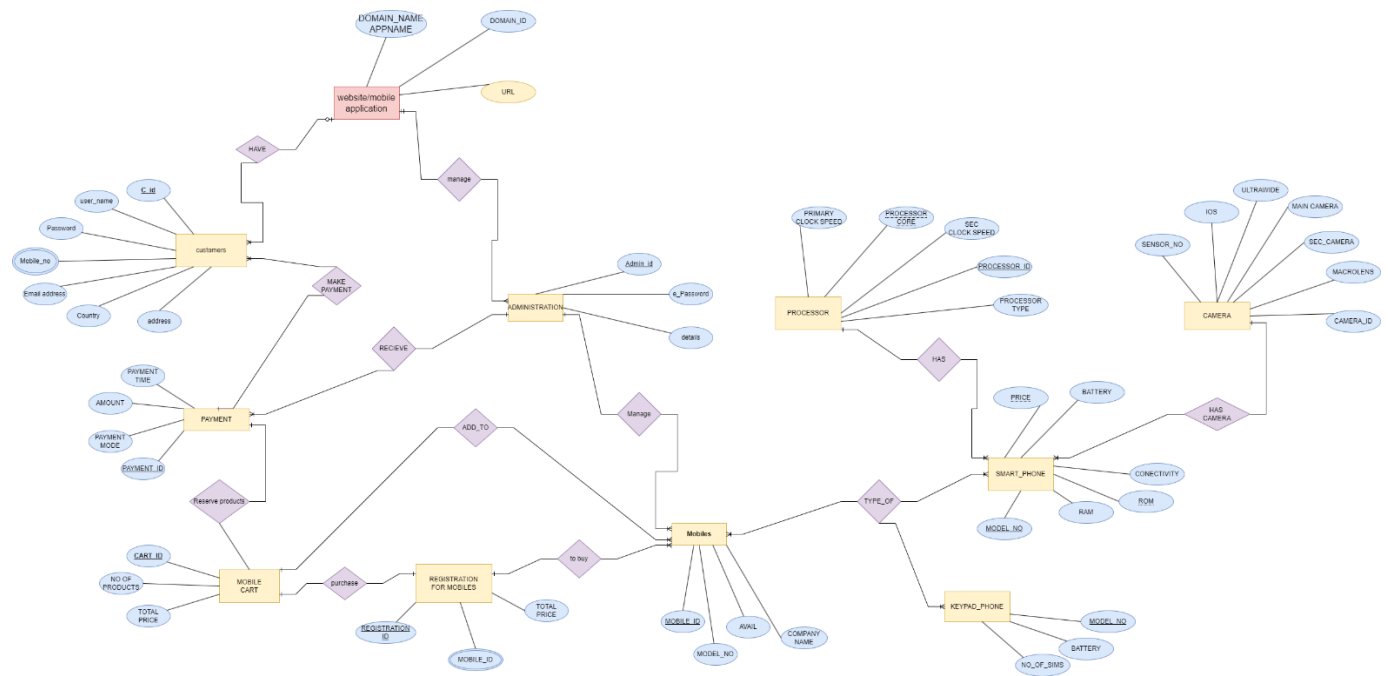 DOMAIN_NAME
APPNAME
DOMAIN_ID
website/mobile
application
URL
HAVE
manage
C_id
user_name
Password
Mobile_no
Email address
Country
address
customers
MAKE
PAYMENT
Admin_id
e_Password
details
ADMINISTRATION
RECIEVE
PRIMARY
CLOCK SPEED
PROCESSOR
CORE
SEC
CLOCK SPEED
PROCESSOR_ID
PROCESSOR
TYPE
PROCESSOR
ULTRAWIDE
IOS
MAIN CAMERA
SENSOR_NO
SEC_CAMERA
MACROLENS
CAMERA_ID
CAMERA
HAS
HAS
CAMERA
PAYMENT
TIME
AMOUNT
PAYMENT
MODE
PAYMENT_ID
PAYMENT
ADD_TO
Manage
PRICE
BATTERY
SMART_PHONE
CONECTIVITY
ROM
RAM
MODEL_NO
TYPE_OF
Reserve products
Mobiles
CART_ID
NO OF
PRODUCTS
TOTAL
PRICE
MOBILE
CART
purchase
REGISTRATION
FOR MOBILES
to buy
REGISTRATION
ID
MOBILE_ID
TOTAL
PRICE
MOBILE_ID
MODEL_NO
AVAIL
COMPANY
NAME
KEYPAD_PHONE
MODEL_NO
BATTERY
NO_OF_SIMS